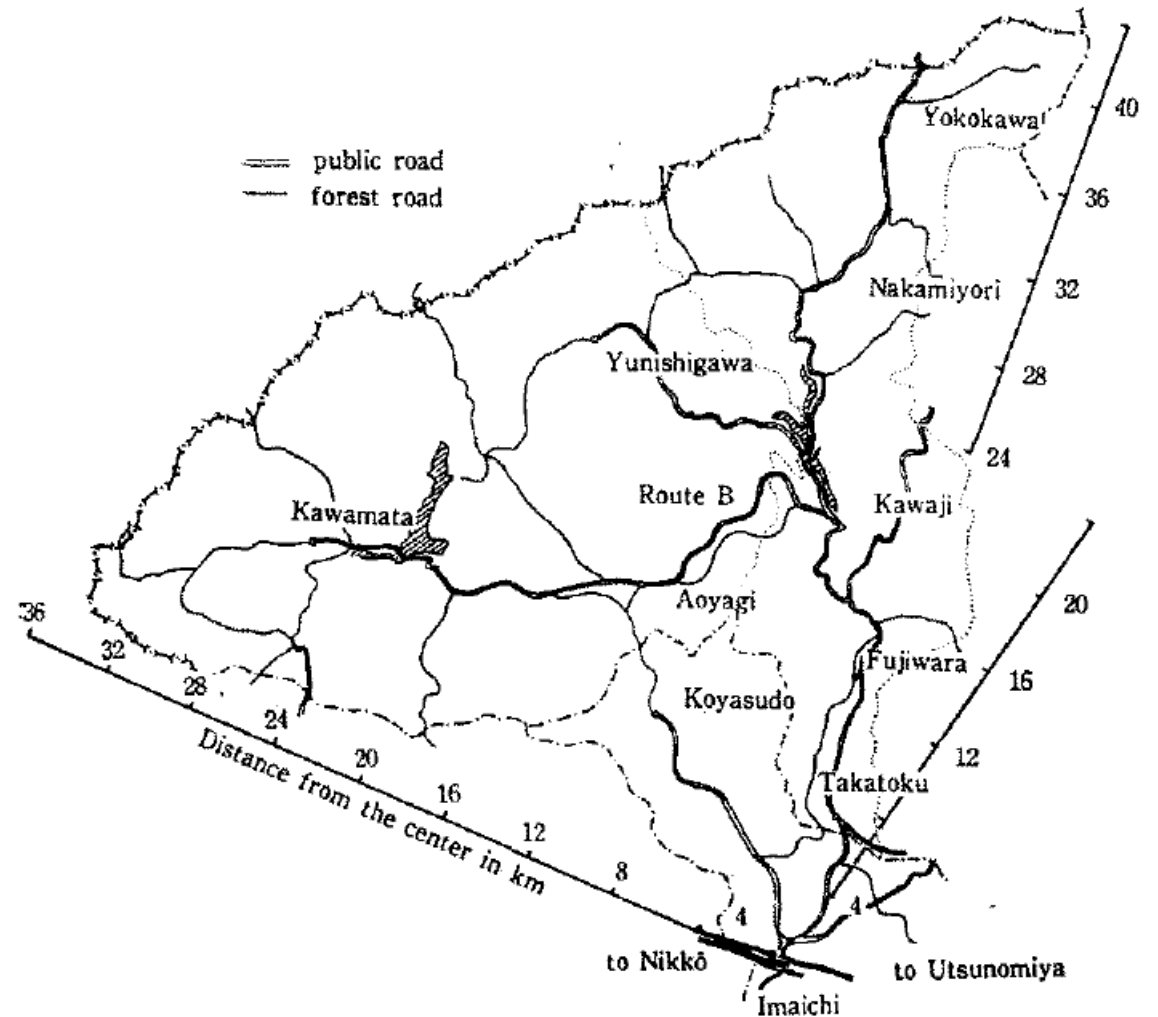 40
Yokokawa
public road
forest road
36
Nakamiyori
32
Yunishigawa
28
24
Route B
Kawaji
Kawamata
20
Aoyagi
36
32
Fujiwara
16
28
Koyasudo
24
12
20
Takatoku
Distance from the center in km
16
12
8
4
4
to Nikkō
to Utsunomiya
Imaichi